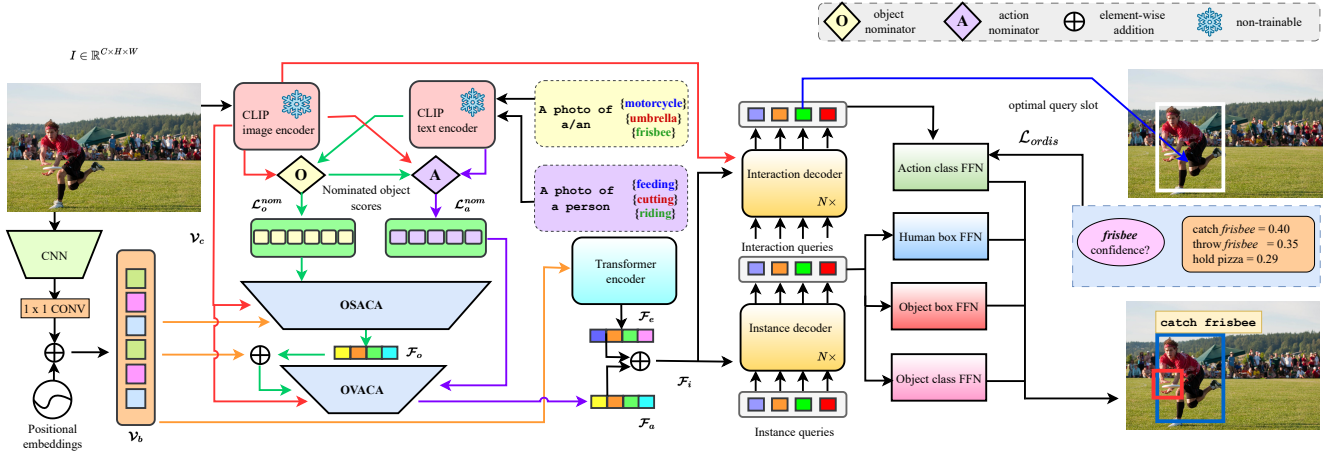 O
object
nominator
A
action
nominator
element-wise
addition
non-trainable
I ∈ ℝ^{C×H×W}
CLIP
image encoder
CLIP
text encoder
A photo of
a/an
{motorcycle}
{umbrella}
{frisbee}
A photo of
a person
{feeding}
{cutting}
{riding}
O
A
Nominated object
scores
ℒ_o^{nom}
ℒ_a^{nom}
𝒱_c
CNN
1 x 1 CONV
Positional
embeddings
𝒱_b
OSACA
ℱ_o
OVACA
Transformer
encoder
ℱ_e
ℱ_a
ℱ_i
Interaction decoder
N×
Interaction queries
Instance decoder
N×
Instance queries
Action class FFN
Human box FFN
Object box FFN
Object class FFN
optimal query slot
ℒ_{ordis}
frisbee
confidence?
catch frisbee = 0.40
throw frisbee = 0.35
hold pizza = 0.29
catch frisbee